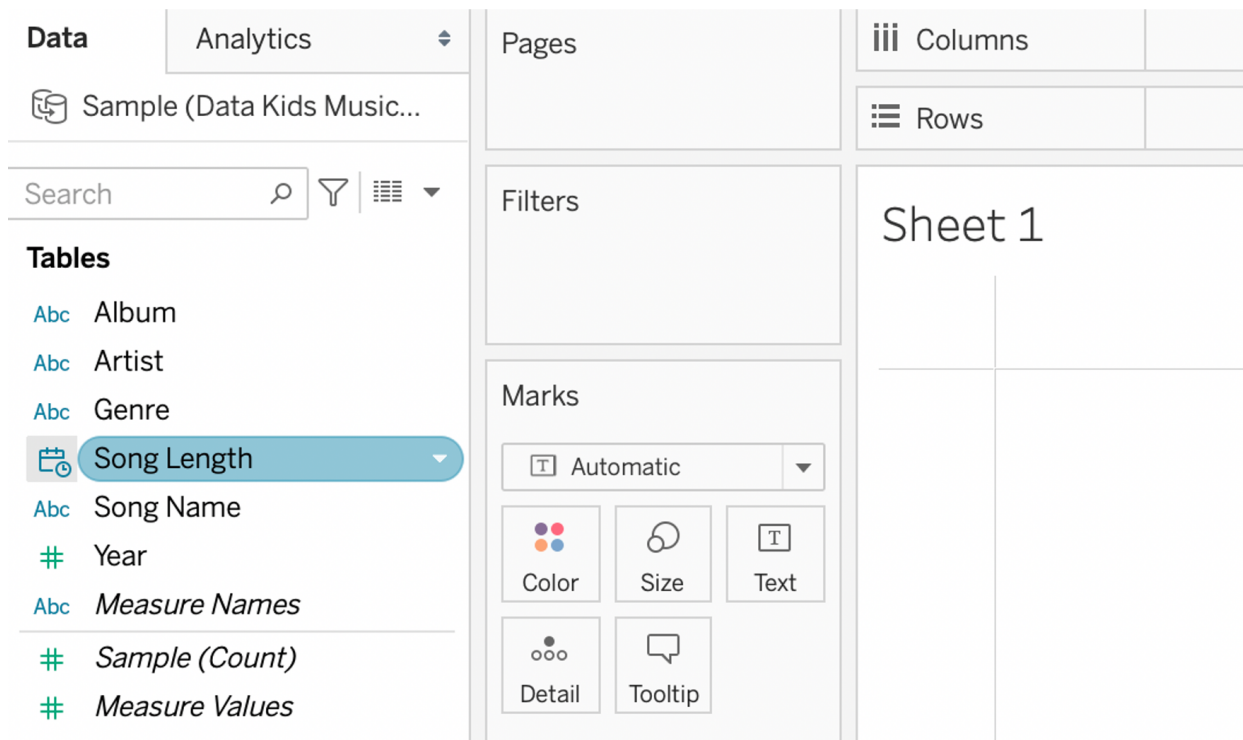 Data
Analytics
Sample (Data Kids Music...
Search
Tables
Abc Album
Abc Artist
Abc Genre
Song Length
Abc Song Name
# Year
Abc Measure Names
# Sample (Count)
# Measure Values
Pages
Filters
Marks
T Automatic
Color
Size
T
Text
Detail
Tooltip
Columns
Rows
Sheet 1